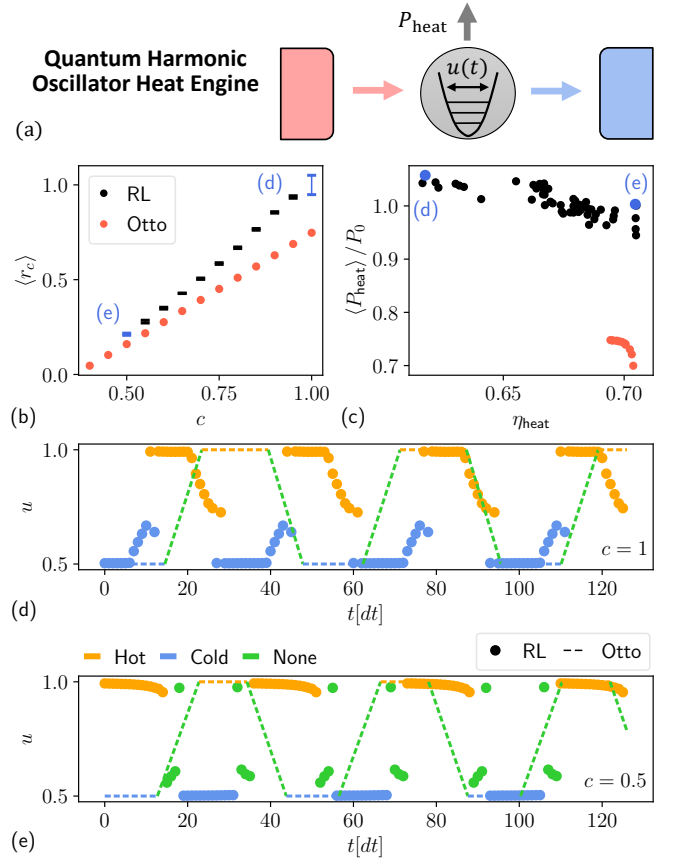 P_heat
Quantum Harmonic
Oscillator Heat Engine
u(t)
(a)
(d)
RL
Otto
(e)
1.0
0.5
0.0
⟨r_c⟩
0.50
0.75
1.00
c
(b)
(d)
(e)
1.0
0.9
0.8
0.7
⟨P_heat⟩/P_0
0.65
0.70
η_heat
(c)
1.0
0.5
u
c = 1
0
20
40
60
80
100
120
t[dt]
(d)
Hot
Cold
None
RL
Otto
1.0
0.5
u
c = 0.5
0
20
40
60
80
100
120
t[dt]
(e)